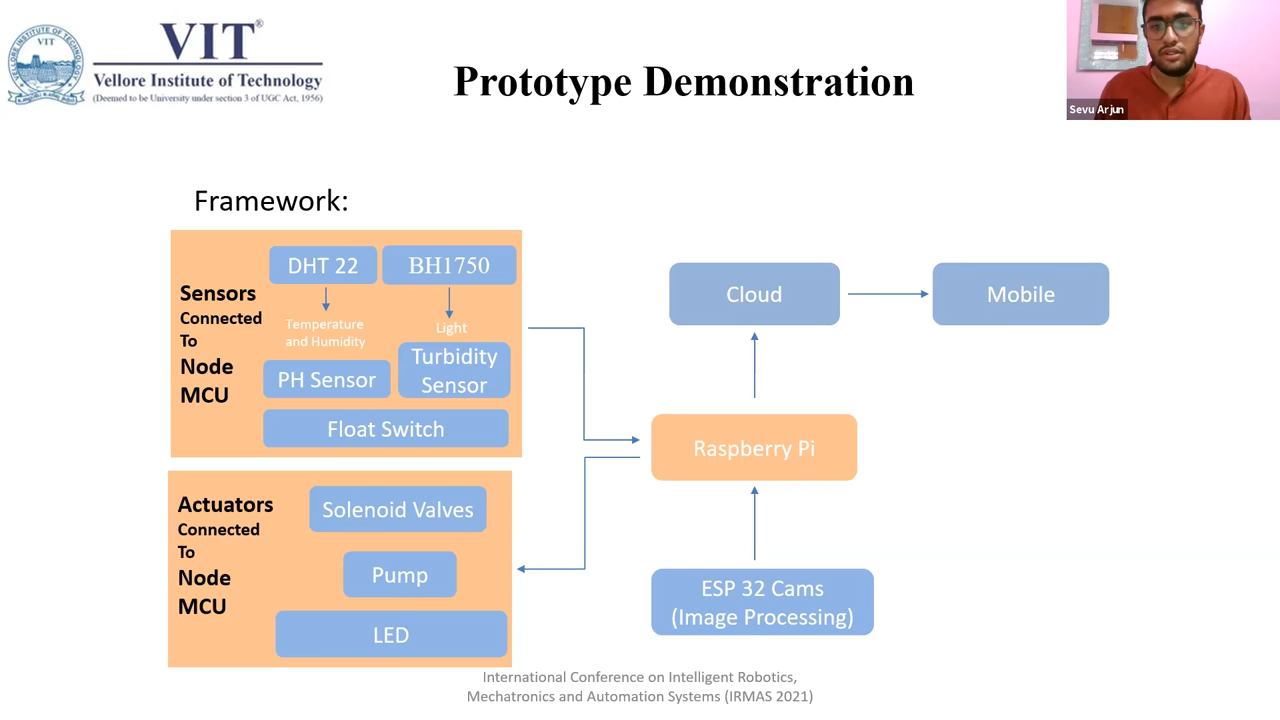 VIT®
Vellore Institute of Technology
(Deemed to be University under section 3 of UGC Act, 1956)
VIT
Prototype Demonstration
Sevu Arjun
Framework:
Sensors
Connected
To
Node
MCU
DHT 22
BH1750
Temperature
and Humidity
Light
PH Sensor
Turbidity
Sensor
Float Switch
Actuators
Connected
To
Node
MCU
Solenoid Valves
Pump
LED
Cloud
Mobile
Raspberry Pi
ESP 32 Cams
(Image Processing)
International Conference on Intelligent Robotics,
Mechatronics and Automation Systems (IRMAS 2021)